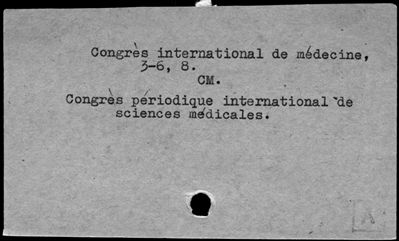 Congrès international de médecine,
3-6, 8.
CM.
Congrès périodique international de
sciences médicales.